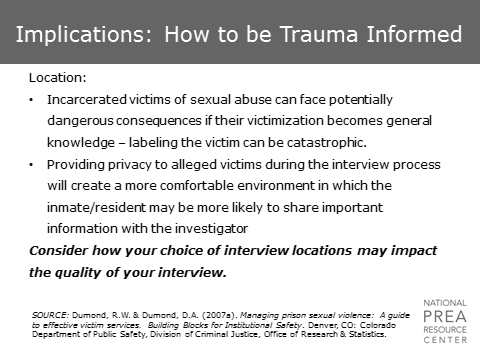 Implications: How to be Trauma Informed
Location:
• Incarcerated victims of sexual abuse can face potentially
dangerous consequences if their victimization becomes general
knowledge – labeling the victim can be catastrophic.
• Providing privacy to alleged victims during the interview process
will create a more comfortable environment in which the
inmate/resident may be more likely to share important
information with the investigator
Consider how your choice of interview locations may impact
the quality of your interview.
SOURCE: Dumond, R.W. & Dumond, D.A. (2007a). Managing prison sexual violence: A guide
to effective victim services. Building Blocks for Institutional Safety. Denver, CO: Colorado
Department of Public Safety, Division of Criminal Justice, Office of Research & Statistics.
NATIONAL
PREA
RESOURCE
CENTER